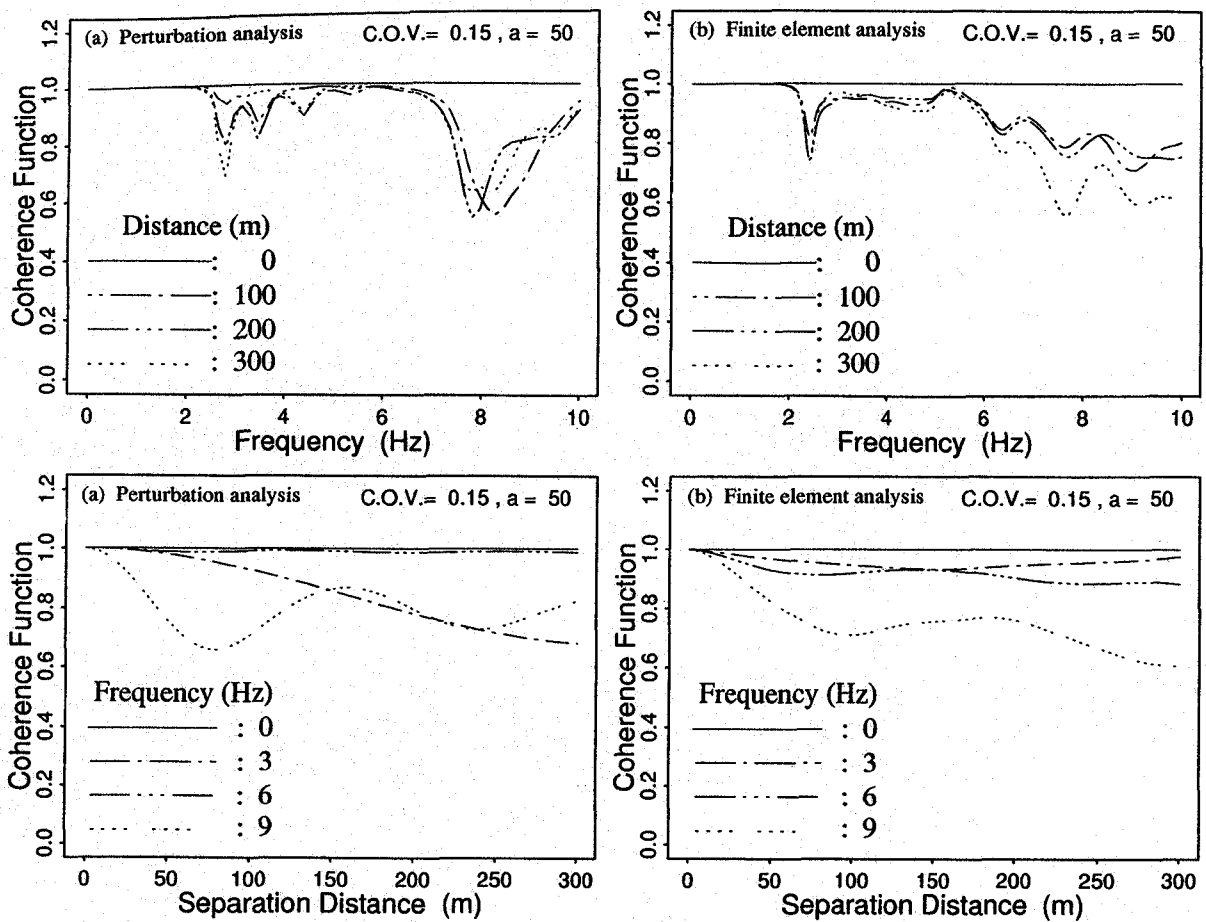 (a) Perturbation analysis C.O.V.= 0.15 , a = 50
Coherence Function
1.2
1.0
0.8
0.6
0.4
0.2
0.0
Distance (m)
: 0
: 100
: 200
: 300
0 2 4 6 8 10
Frequency (Hz)
(b) Finite element analysis C.O.V.= 0.15 , a = 50
Coherence Function
1.2
1.0
0.8
0.6
0.4
0.2
0.0
Distance (m)
: 0
: 100
: 200
: 300
0 2 4 6 8 10
Frequency (Hz)
(a) Perturbation analysis C.O.V.= 0.15 , a = 50
Coherence Function
1.2
1.0
0.8
0.6
0.4
0.2
0.0
Frequency (Hz)
: 0
: 3
: 6
: 9
0 50 100 150 200 250 300
Separation Distance (m)
(b) Finite element analysis C.O.V.= 0.15 , a = 50
Coherence Function
1.2
1.0
0.8
0.6
0.4
0.2
0.0
Frequency (Hz)
: 0
: 3
: 6
: 9
0 50 100 150 200 250 300
Separation Distance (m)